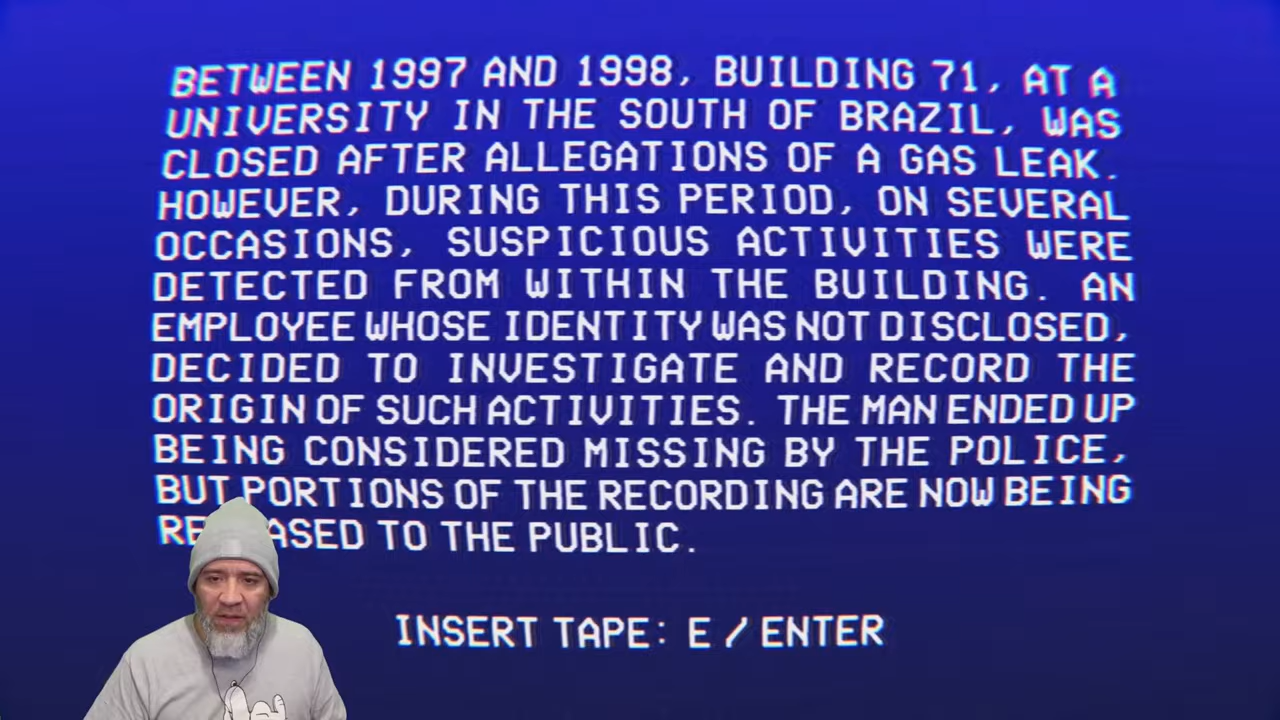 BETWEEN 1997 AND 1998, BUILDING 71, AT A
UNIVERSITY IN THE SOUTH OF BRAZIL, WAS
CLOSED AFTER ALLEGATIONS OF A GAS LEAK.
HOWEVER, DURING THIS PERIOD, ON SEVERAL
OCCASIONS, SUSPICIOUS ACTIVITIES WERE
DETECTED FROM WITHIN THE BUILDING. AN
EMPLOYEE WHOSE IDENTITY WAS NOT DISCLOSED,
DECIDED TO INVESTIGATE AND RECORD THE
ORIGIN OF SUCH ACTIVITIES. THE MAN ENDED UP
BEING CONSIDERED MISSING BY THE POLICE,
BUT PORTIONS OF THE RECORDING ARE NOW BEING
RELEASED TO THE PUBLIC.
INSERT TAPE: E / ENTER